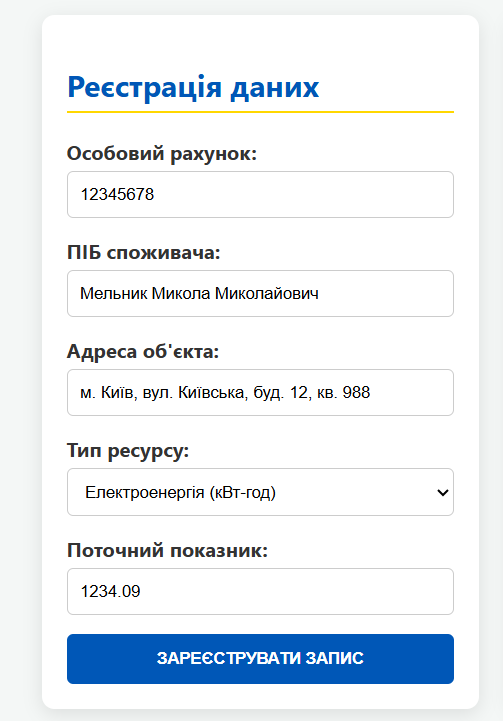 Реєстрація даних
Особовий рахунок:
12345678
ПІБ споживача:
Мельник Микола Миколайович
Адреса об'єкта:
м. Київ, вул. Київська, буд. 12, кв. 988
Тип ресурсу:
Електроенергія (кВт-год)
Поточний показник:
1234.09
ЗАРЕЄСТРУВАТИ ЗАПИС